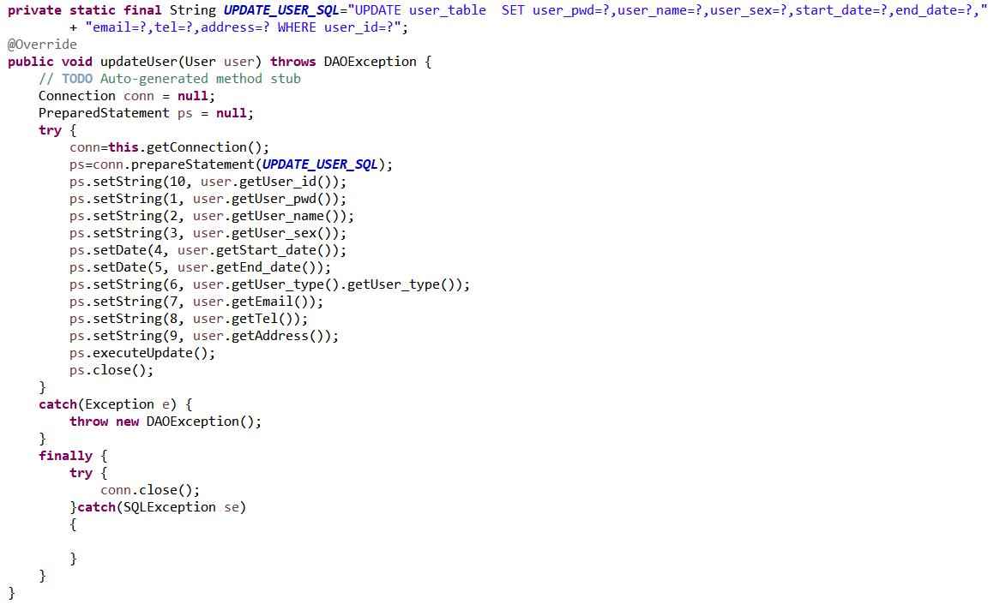 private static final String UPDATE_USER_SQL="UPDATE user_table  SET user_pwd=?,user_name=?,user_sex=?,start_date=?,end_date=?,"
        + "email=?,tel=?,address=? WHERE user_id=?";
@Override
public void updateUser(User user) throws DAOException {
    // TODO Auto-generated method stub
    Connection conn = null;
    PreparedStatement ps = null;
    try {
        conn=this.getConnection();
        ps=conn.prepareStatement(UPDATE_USER_SQL);
        ps.setString(10, user.getUser_id());
        ps.setString(1, user.getUser_pwd());
        ps.setString(2, user.getUser_name());
        ps.setString(3, user.getUser_sex());
        ps.setDate(4, user.getStart_date());
        ps.setDate(5, user.getEnd_date());
        ps.setString(6, user.getUser_type().getUser_type());
        ps.setString(7, user.getEmail());
        ps.setString(8, user.getTel());
        ps.setString(9, user.getAddress());
        ps.executeUpdate();
        ps.close();
    }
    catch(Exception e) {
        throw new DAOException();
    }
    finally {
        try {
            conn.close();
        }catch(SQLException se)
        {

        }
    }
}